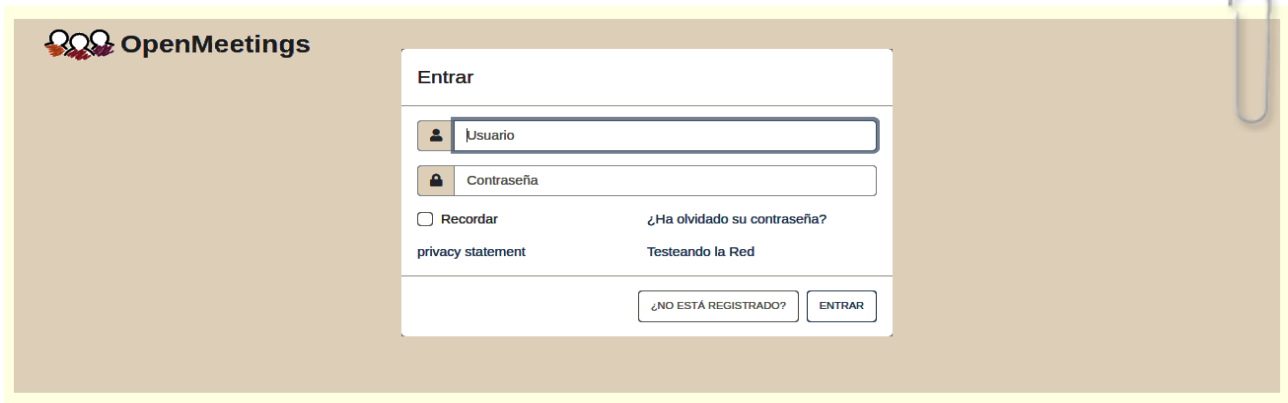 OpenMeetings
Entrar
Usuario
Contraseña
Recordar
¿Ha olvidado su contraseña?
privacy statement
Testeando la Red
¿NO ESTÁ REGISTRADO?
ENTRAR